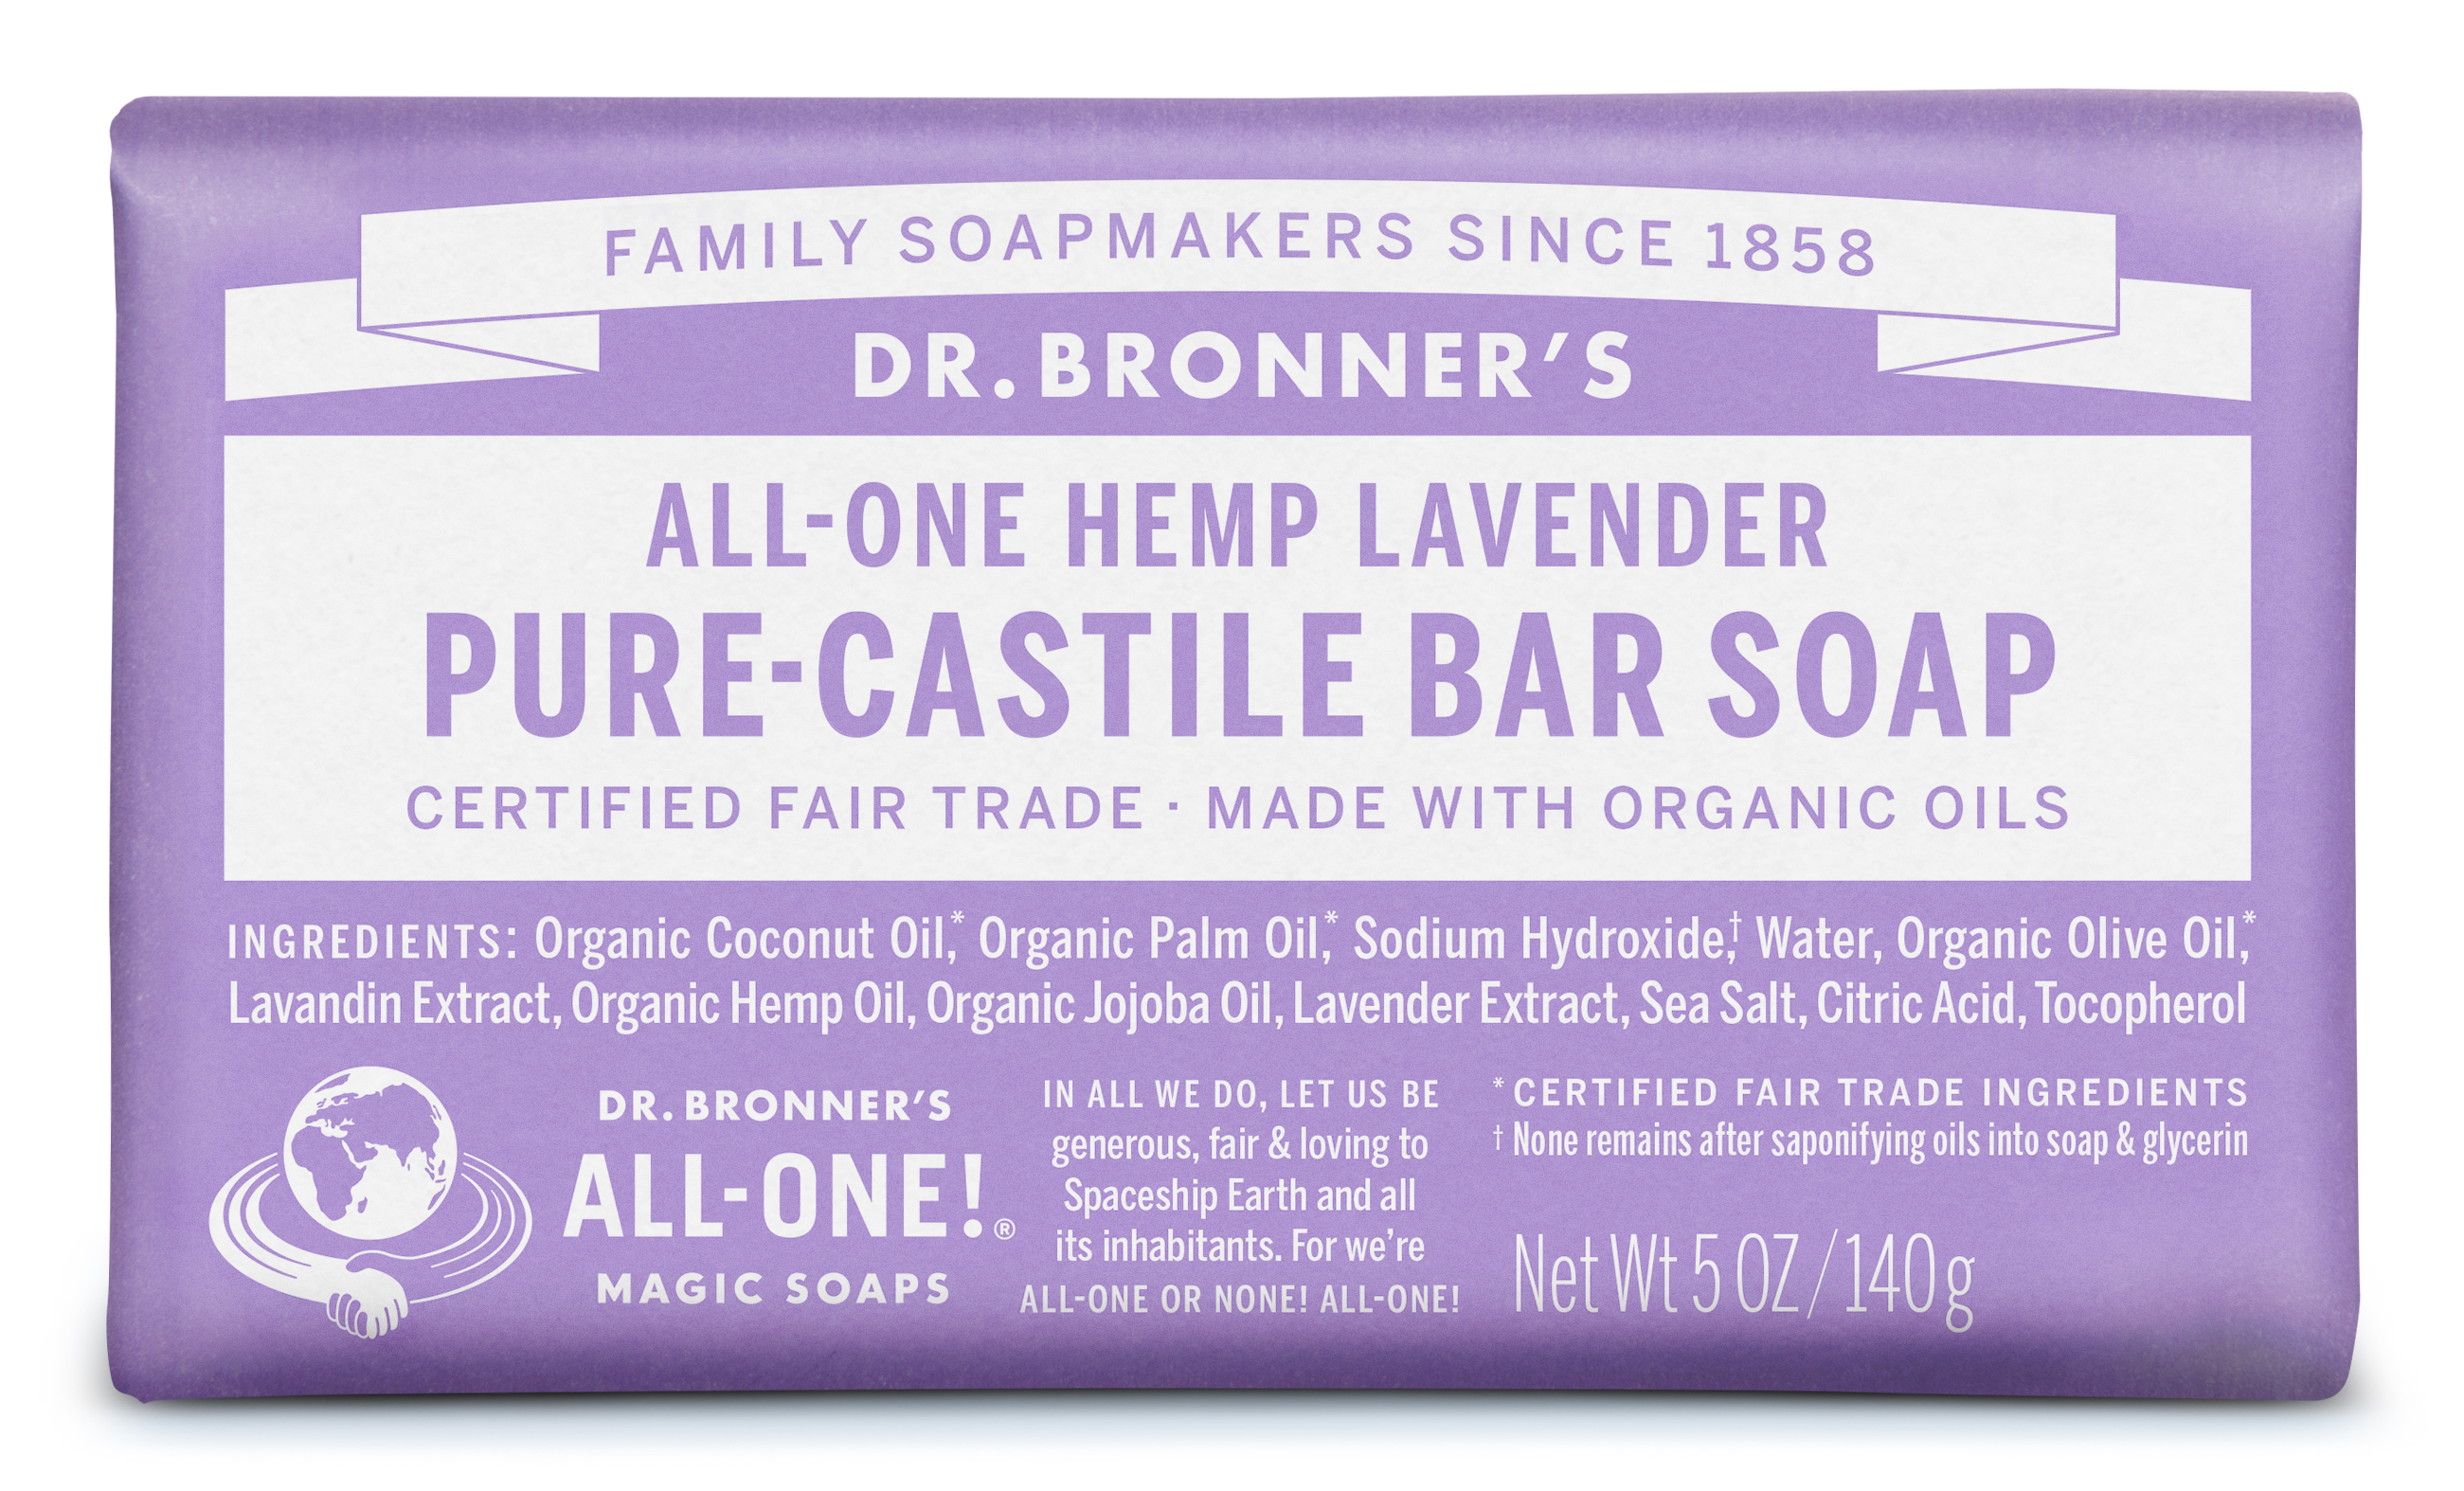 FAMILY SOAPMAKERS SINCE 1858
DR. BRONNER'S
ALL-ONE HEMP LAVENDER
PURE-CASTILE BAR SOAP
CERTIFIED FAIR TRADE · MADE WITH ORGANIC OILS
INGREDIENTS: Organic Coconut Oil,* Organic Palm Oil,* Sodium Hydroxide,† Water, Organic Olive Oil,*
Lavandin Extract, Organic Hemp Oil, Organic Jojoba Oil, Lavender Extract, Sea Salt, Citric Acid, Tocopherol
DR. BRONNER'S
ALL-ONE!®
MAGIC SOAPS
IN ALL WE DO, LET US BE
generous, fair & loving to
Spaceship Earth and all
its inhabitants. For we're
ALL-ONE OR NONE! ALL-ONE!
* CERTIFIED FAIR TRADE INGREDIENTS
† None remains after saponifying oils into soap & glycerin
Net Wt 5 OZ/140g